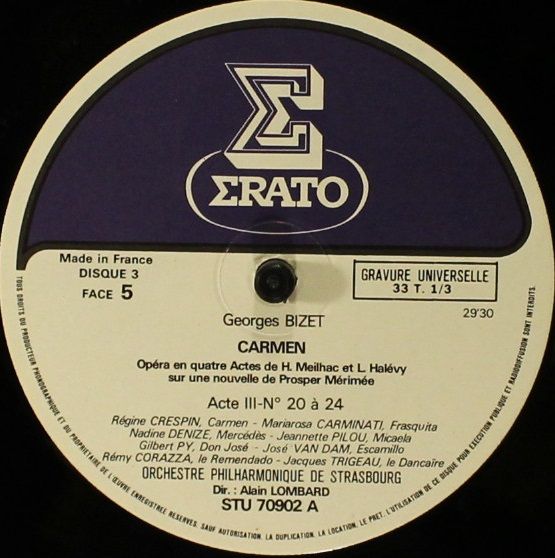 Σ
ΣRATO
Made in France
DISQUE 3
FACE 5
GRAVURE UNIVERSELLE
33 T. 1/3
29'30
Georges BIZET
CARMEN
Opéra en quatre Actes de H. Meilhac et L. Halévy
sur une nouvelle de Prosper Mérimée
Acte III-N° 20 à 24
Régine CRESPIN, Carmen - Mariarosa CARMINATI, Frasquita
Nadine DENIZE, Mercédès - Jeannette PILOU, Micaela
Gilbert PY, Don José - José VAN DAM, Escamillo
Rémy CORAZZA, le Remendado - Jacques TRIGEAU, le Dancaïre
ORCHESTRE PHILHARMONIQUE DE STRASBOURG
Dir. : Alain LOMBARD
STU 70902 A
TOUS DROITS DU PRODUCTEUR PHONOGRAPHIQUE ET DU PROPRIETAIRE DE L'ŒUVRE ENREGISTREE RESERVES. SAUF AUTORISATION, LA DUPLICATION, LA LOCATION, LE PRET, L'UTILISATION DE CE DISQUE POUR EXECUTION PUBLIQUE ET RADIODIFFUSION SONT INTERDITS.